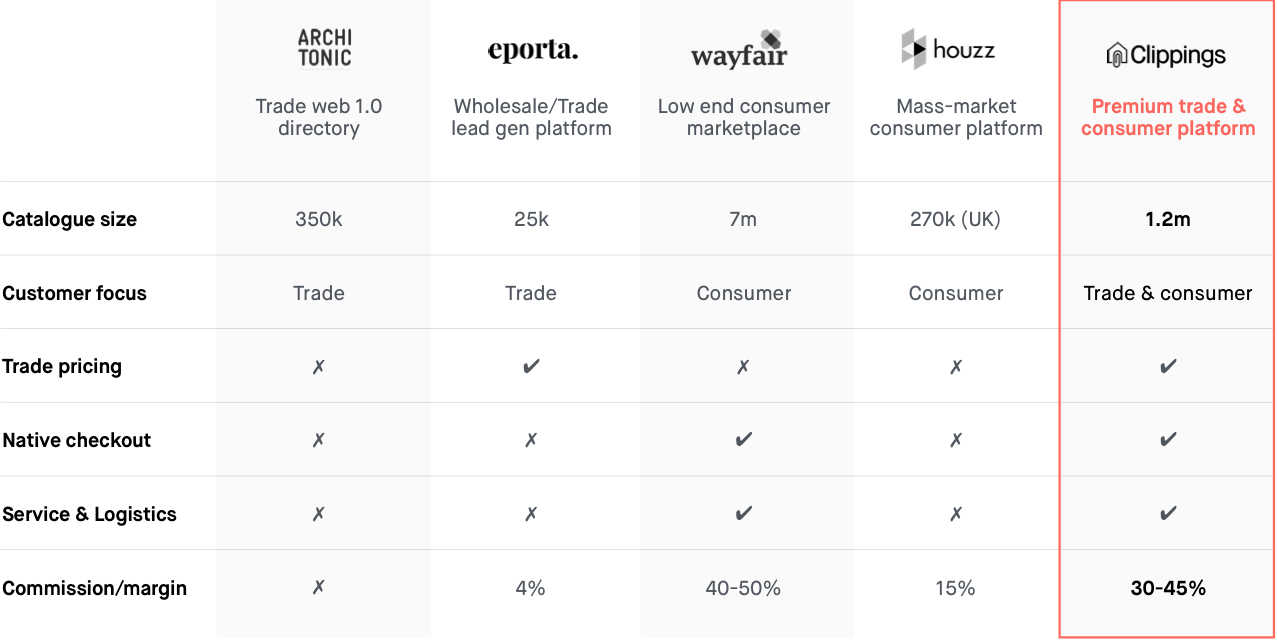 ARCHI
TONIC
eporta.
wayfair
houzz
Clippings
Trade web 1.0
directory
Wholesale/Trade
lead gen platform
Low end consumer
marketplace
Mass-market
consumer platform
Premium trade &
consumer platform
Catalogue size 350k 25k 7m 270k (UK) 1.2m
Customer focus Trade Trade Consumer Consumer Trade & consumer
Trade pricing ✗ ✔ ✗ ✗ ✔
Native checkout ✗ ✗ ✔ ✗ ✔
Service & Logistics ✗ ✗ ✔ ✗ ✔
Commission/margin ✗ 4% 40-50% 15% 30-45%